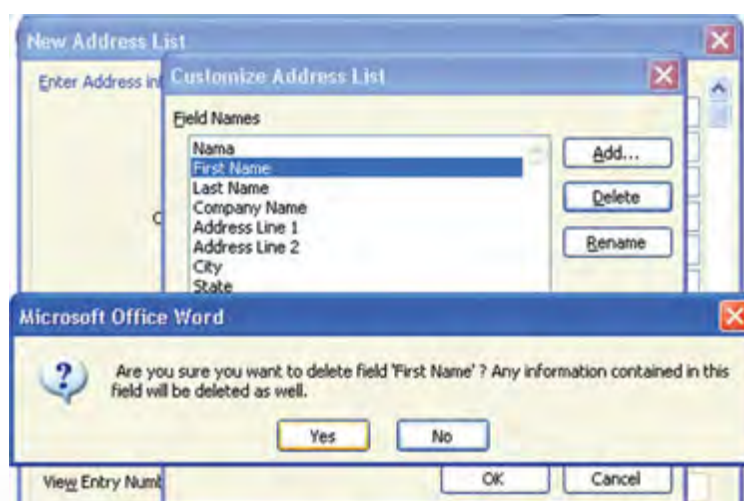 New Address List
Enter Address in
Customize Address List
Field Names
Nama
First Name
Last Name
Company Name
Address Line 1
Address Line 2
City
State
Add...
Delete
Rename
C
Microsoft Office Word
?
Are you sure you want to delete field 'First Name' ? Any information contained in this
field will be deleted as well.
Yes
No
View Entry Numb
OK
Cancel